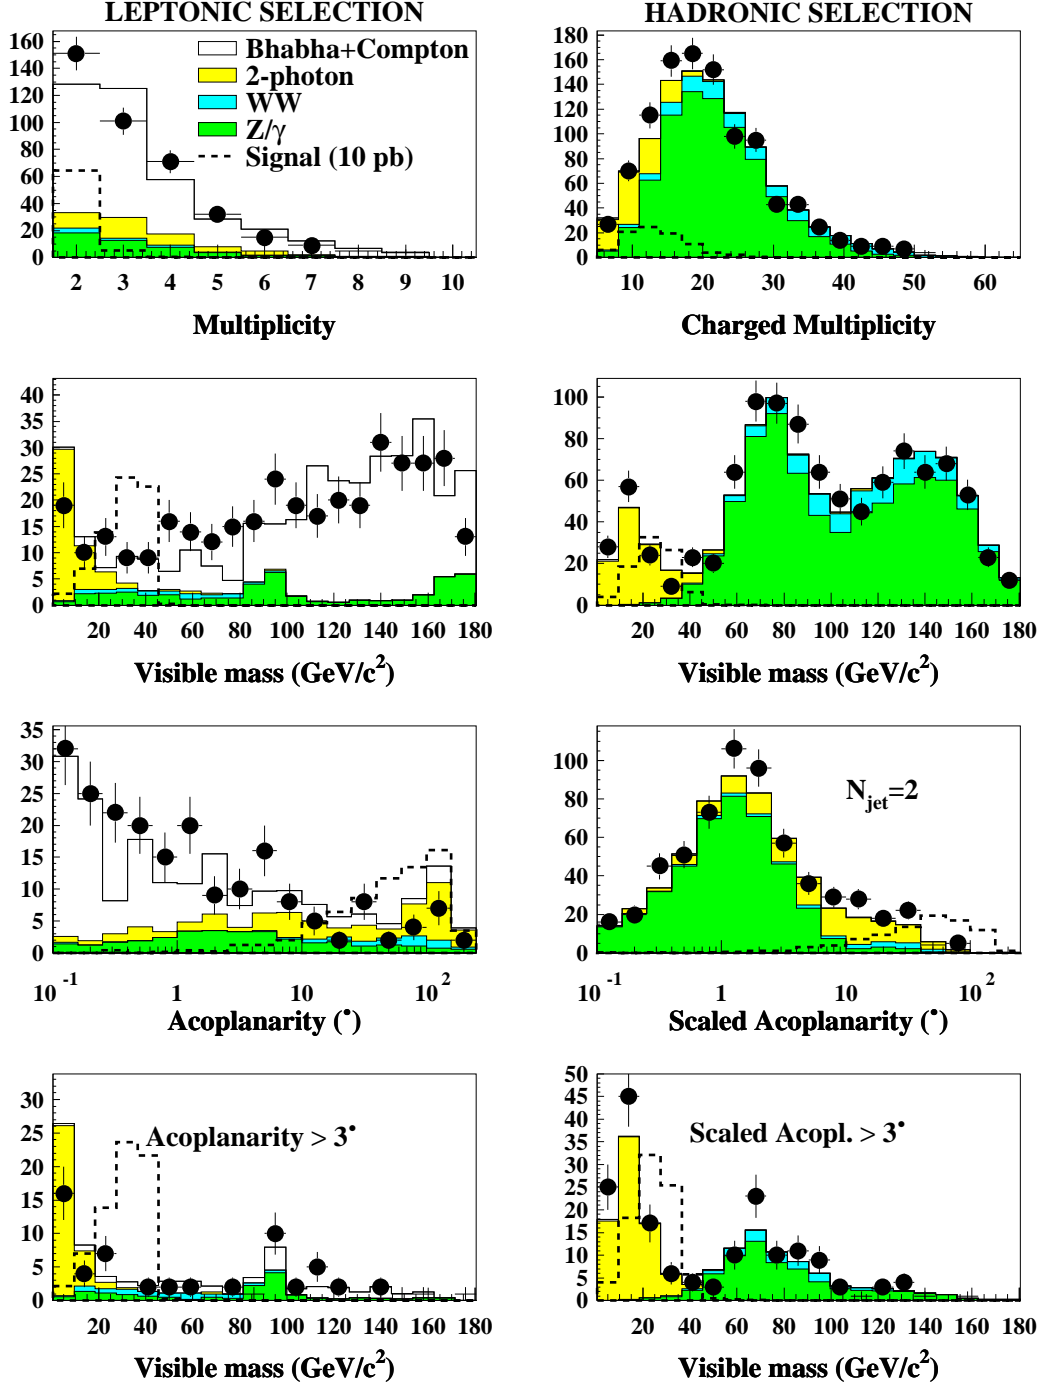 LEPTONIC SELECTION
HADRONIC SELECTION
160
140
120
100
80
60
40
20
0
Bhabha+Compton
2-photon
WW
Z/γ
Signal (10 pb)
2 3 4 5 6 7 8 9 10
Multiplicity
180
160
140
120
100
80
60
40
20
0
10 20 30 40 50 60
Charged Multiplicity
40
35
30
25
20
15
10
5
0
20 40 60 80 100 120 140 160 180
Visible mass (GeV/c²)
100
80
60
40
20
0
20 40 60 80 100 120 140 160 180
Visible mass (GeV/c²)
35
30
25
20
15
10
5
0
10⁻¹ 1 10 10²
Acoplanarity (•)
100
80
60
40
20
0
N_jet=2
10⁻¹ 1 10 10²
Scaled Acoplanarity (•)
30
25
20
15
10
5
0
Acoplanarity > 3•
20 40 60 80 100 120 140 160 180
Visible mass (GeV/c²)
50
45
40
35
30
25
20
15
10
5
0
Scaled Acopl. > 3•
20 40 60 80 100 120 140 160 180
Visible mass (GeV/c²)